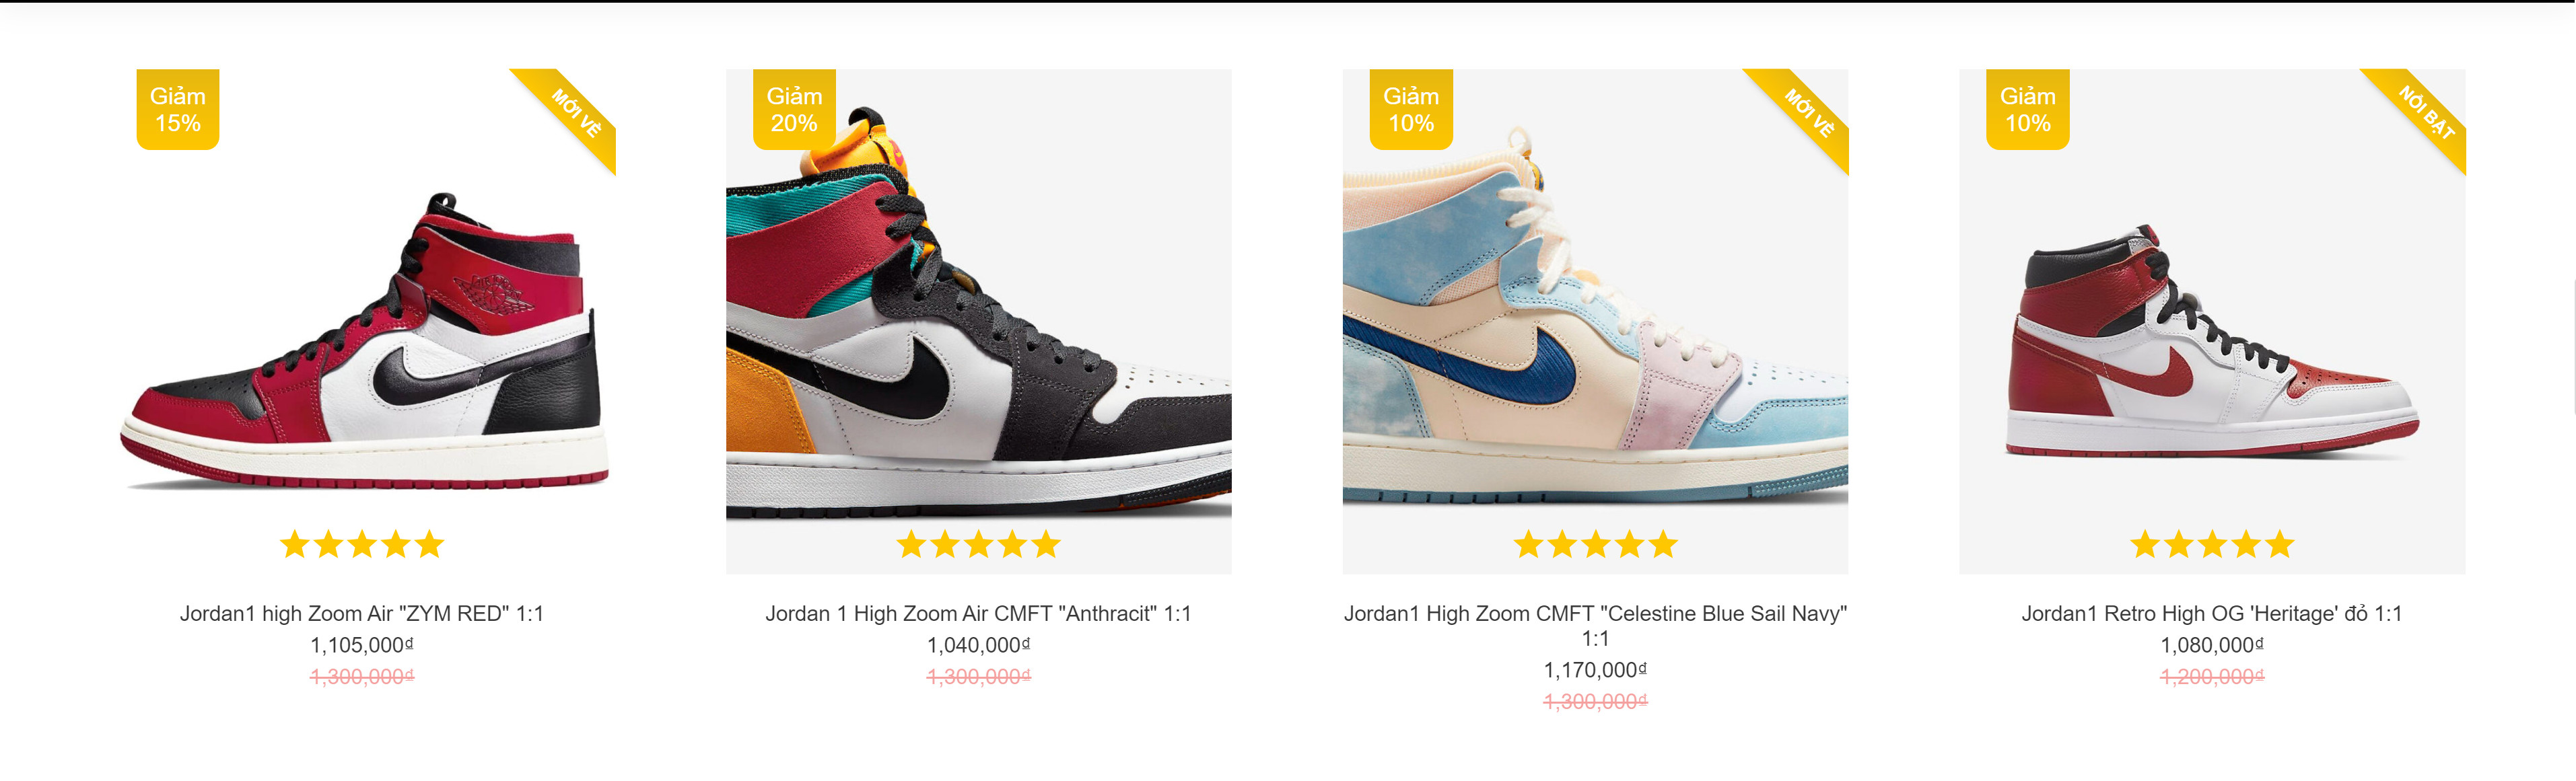 Giảm
15%
MỚI VỀ
Giảm
20%
Giảm
10%
MỚI VỀ
Giảm
10%
NỔI BẬT
Jordan1 high Zoom Air "ZYM RED" 1:1
1,105,000₫
1,300,000₫
Jordan 1 High Zoom Air CMFT "Anthracit" 1:1
1,040,000₫
1,300,000₫
Jordan1 High Zoom CMFT "Celestine Blue Sail Navy"
1:1
1,170,000₫
1,300,000₫
Jordan1 Retro High OG 'Heritage' đỏ 1:1
1,080,000₫
1,200,000₫